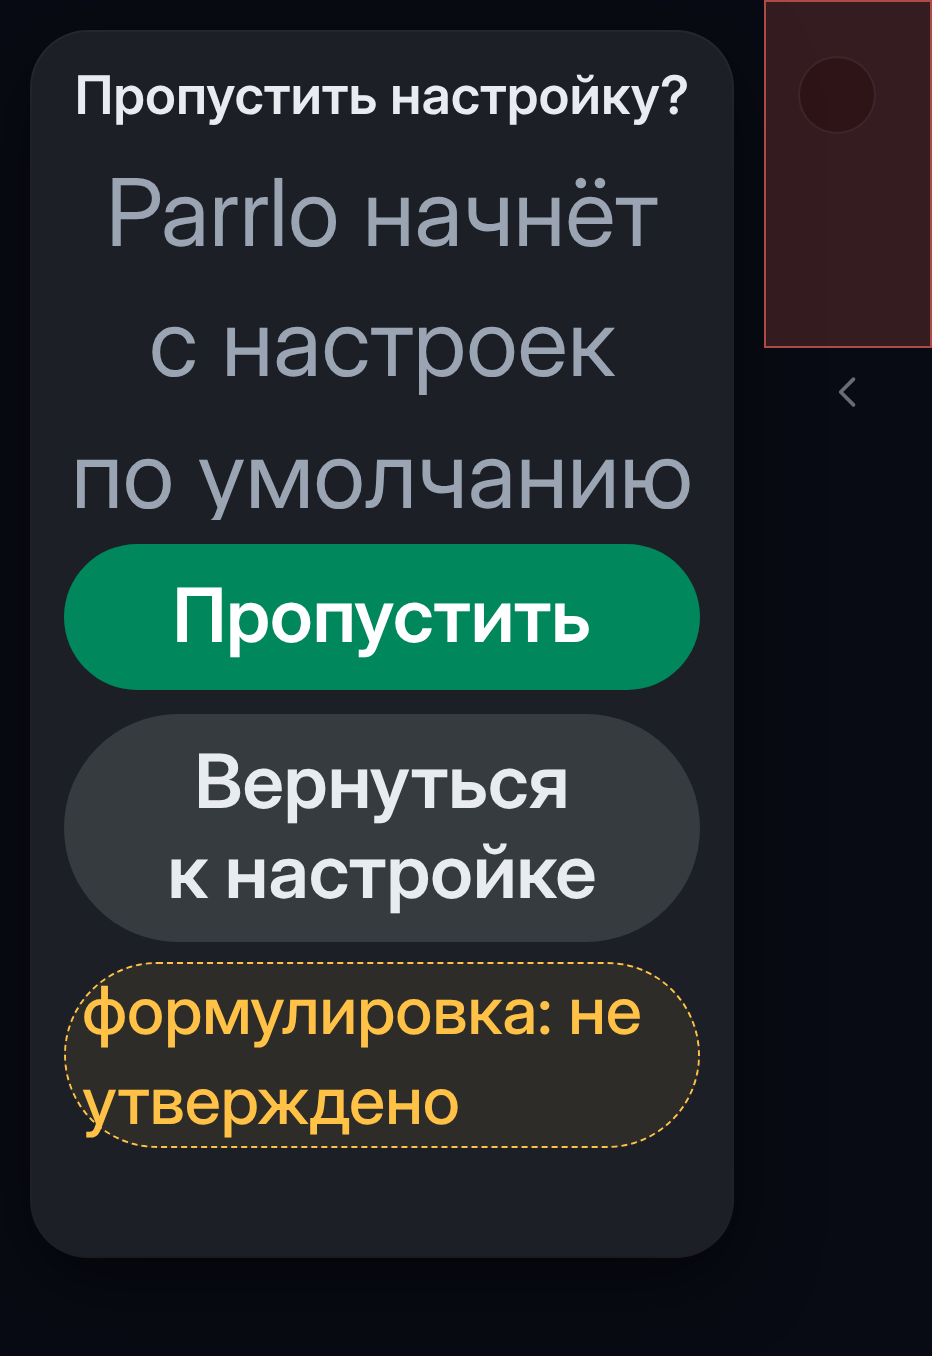 Пропустить настройку?
Parrlo начнёт
с настроек
по умолчанию
Пропустить
Вернуться
к настройке
формулировка: не
утверждено